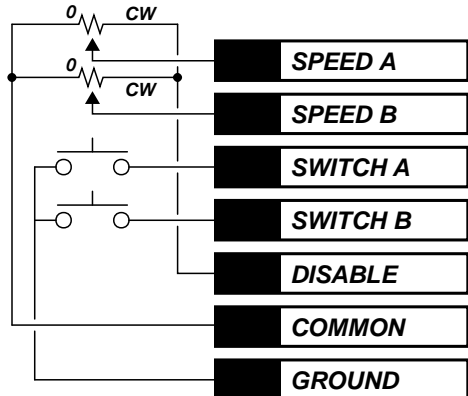 0 CW
SPEED A
0 CW
SPEED B
SWITCH A
SWITCH B
DISABLE
COMMON
GROUND